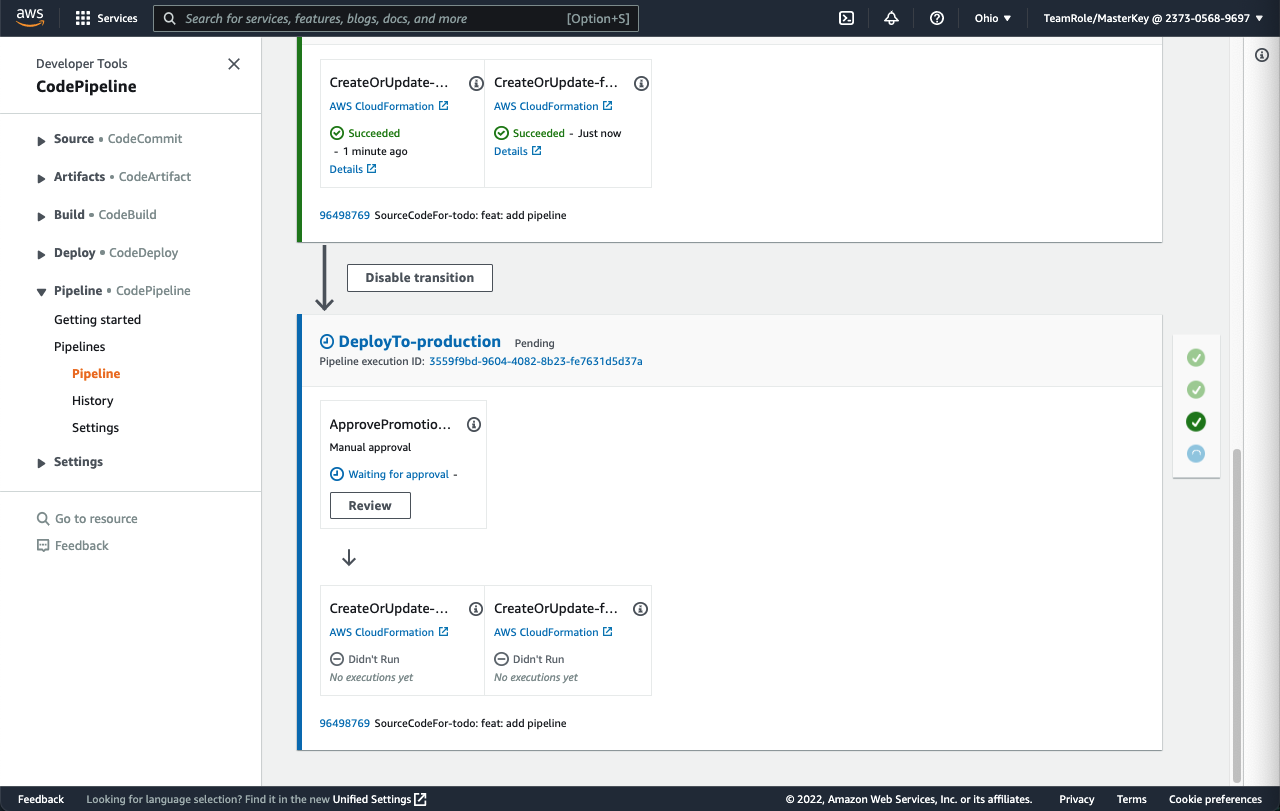 aws
Services
Search for services, features, blogs, docs, and more [Option+S]
Ohio ▼
TeamRole/MasterKey @ 2373-0568-9697 ▼
Developer Tools
CodePipeline
Source • CodeCommit
Artifacts • CodeArtifact
Build • CodeBuild
Deploy • CodeDeploy
Pipeline • CodePipeline
Getting started
Pipelines
Pipeline
History
Settings
Settings
Go to resource
Feedback
CreateOrUpdate-...
AWS CloudFormation
Succeeded
- 1 minute ago
Details
CreateOrUpdate-f...
AWS CloudFormation
Succeeded - Just now
Details
96498769 SourceCodeFor-todo: feat: add pipeline
Disable transition
DeployTo-production Pending
Pipeline execution ID: 3559f9bd-9604-4082-8b23-fe7631d5d37a
ApprovePromotio...
Manual approval
Waiting for approval -
Review
CreateOrUpdate-...
AWS CloudFormation
Didn't Run
No executions yet
CreateOrUpdate-f...
AWS CloudFormation
Didn't Run
No executions yet
96498769 SourceCodeFor-todo: feat: add pipeline
Feedback
Looking for language selection? Find it in the new Unified Settings
© 2022, Amazon Web Services, Inc. or its affiliates.
Privacy
Terms
Cookie preferences